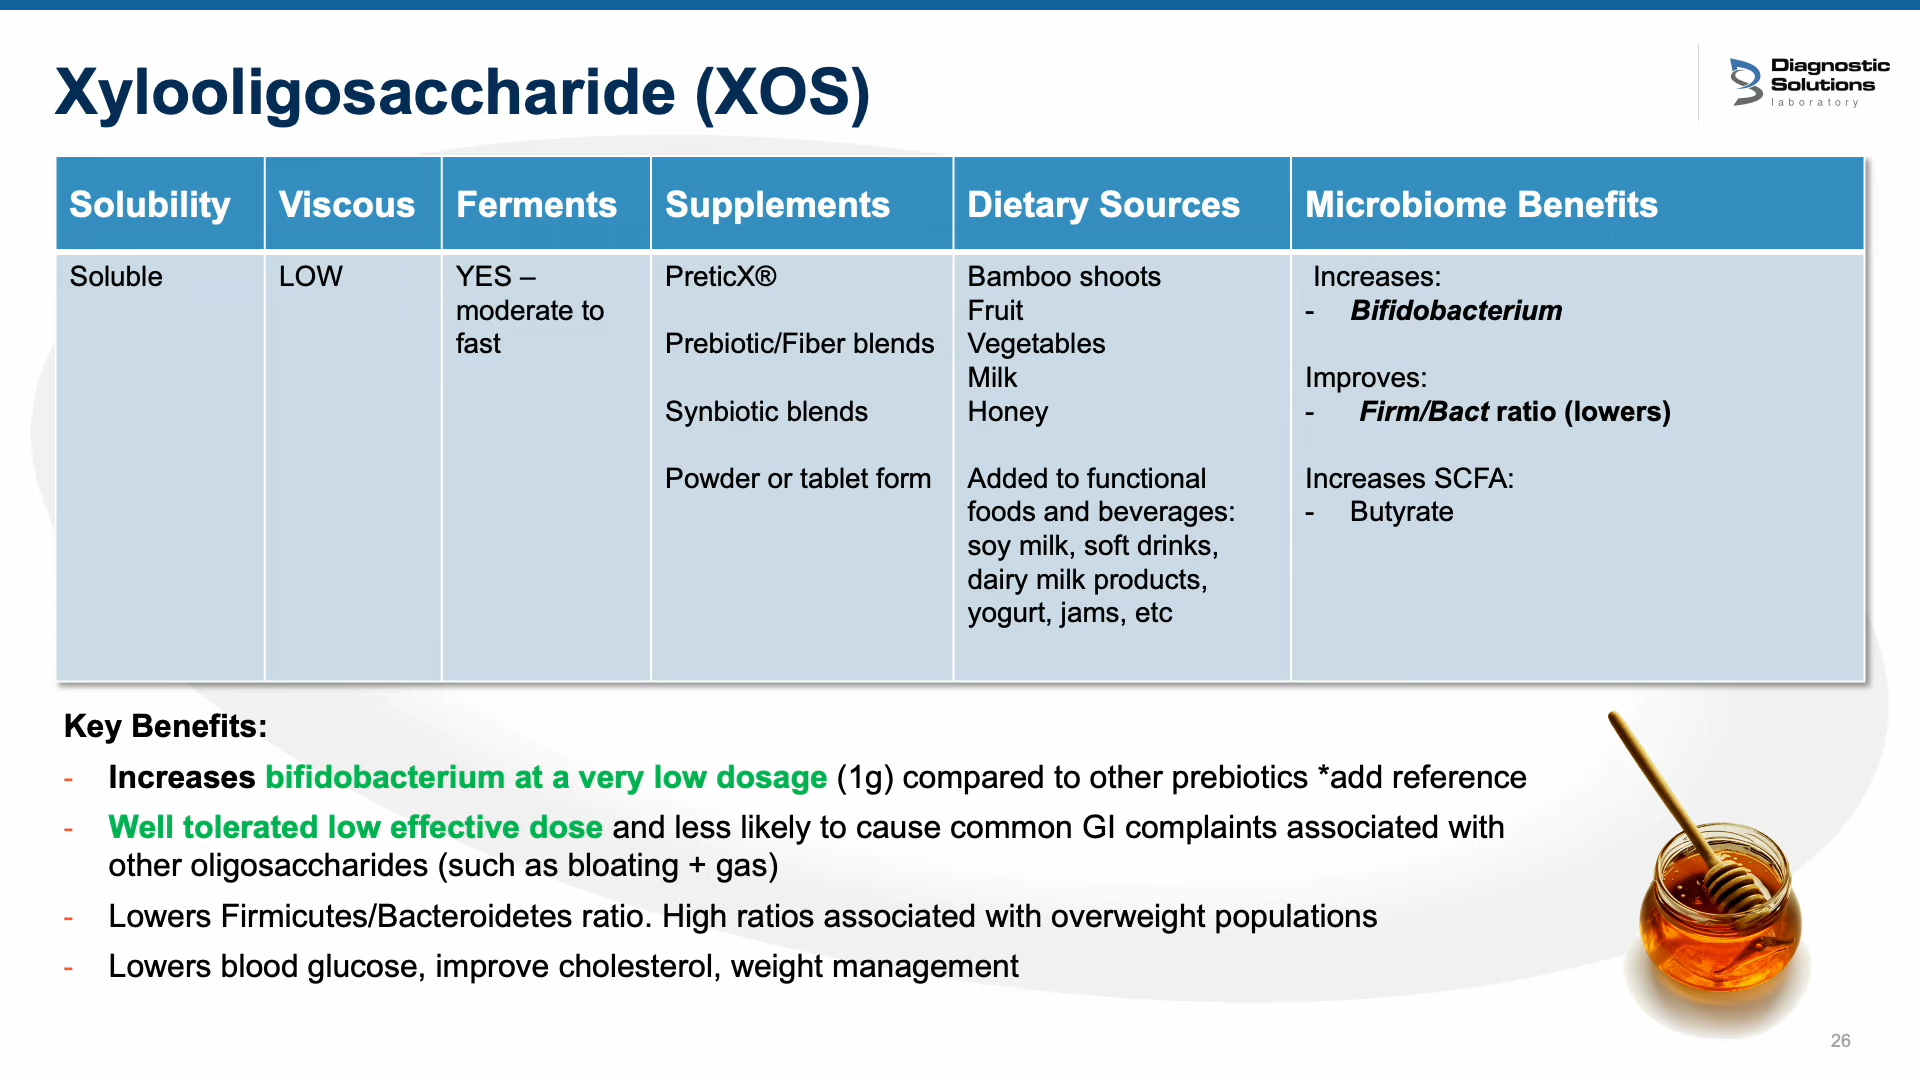 Xylooligosaccharide (XOS)
Diagnostic
Solutions
laboratory
Solubility
Viscous
Ferments
Supplements
Dietary Sources
Microbiome Benefits
Soluble
LOW
YES –
moderate to
fast
PreticX®
Prebiotic/Fiber blends
Synbiotic blends
Powder or tablet form
Bamboo shoots
Fruit
Vegetables
Milk
Honey
Added to functional
foods and beverages:
soy milk, soft drinks,
dairy milk products,
yogurt, jams, etc
Increases:
- Bifidobacterium
Improves:
- Firm/Bact ratio (lowers)
Increases SCFA:
- Butyrate
Key Benefits:
- Increases bifidobacterium at a very low dosage (1g) compared to other prebiotics *add reference
- Well tolerated low effective dose and less likely to cause common GI complaints associated with
other oligosaccharides (such as bloating + gas)
- Lowers Firmicutes/Bacteroidetes ratio. High ratios associated with overweight populations
- Lowers blood glucose, improve cholesterol, weight management
26